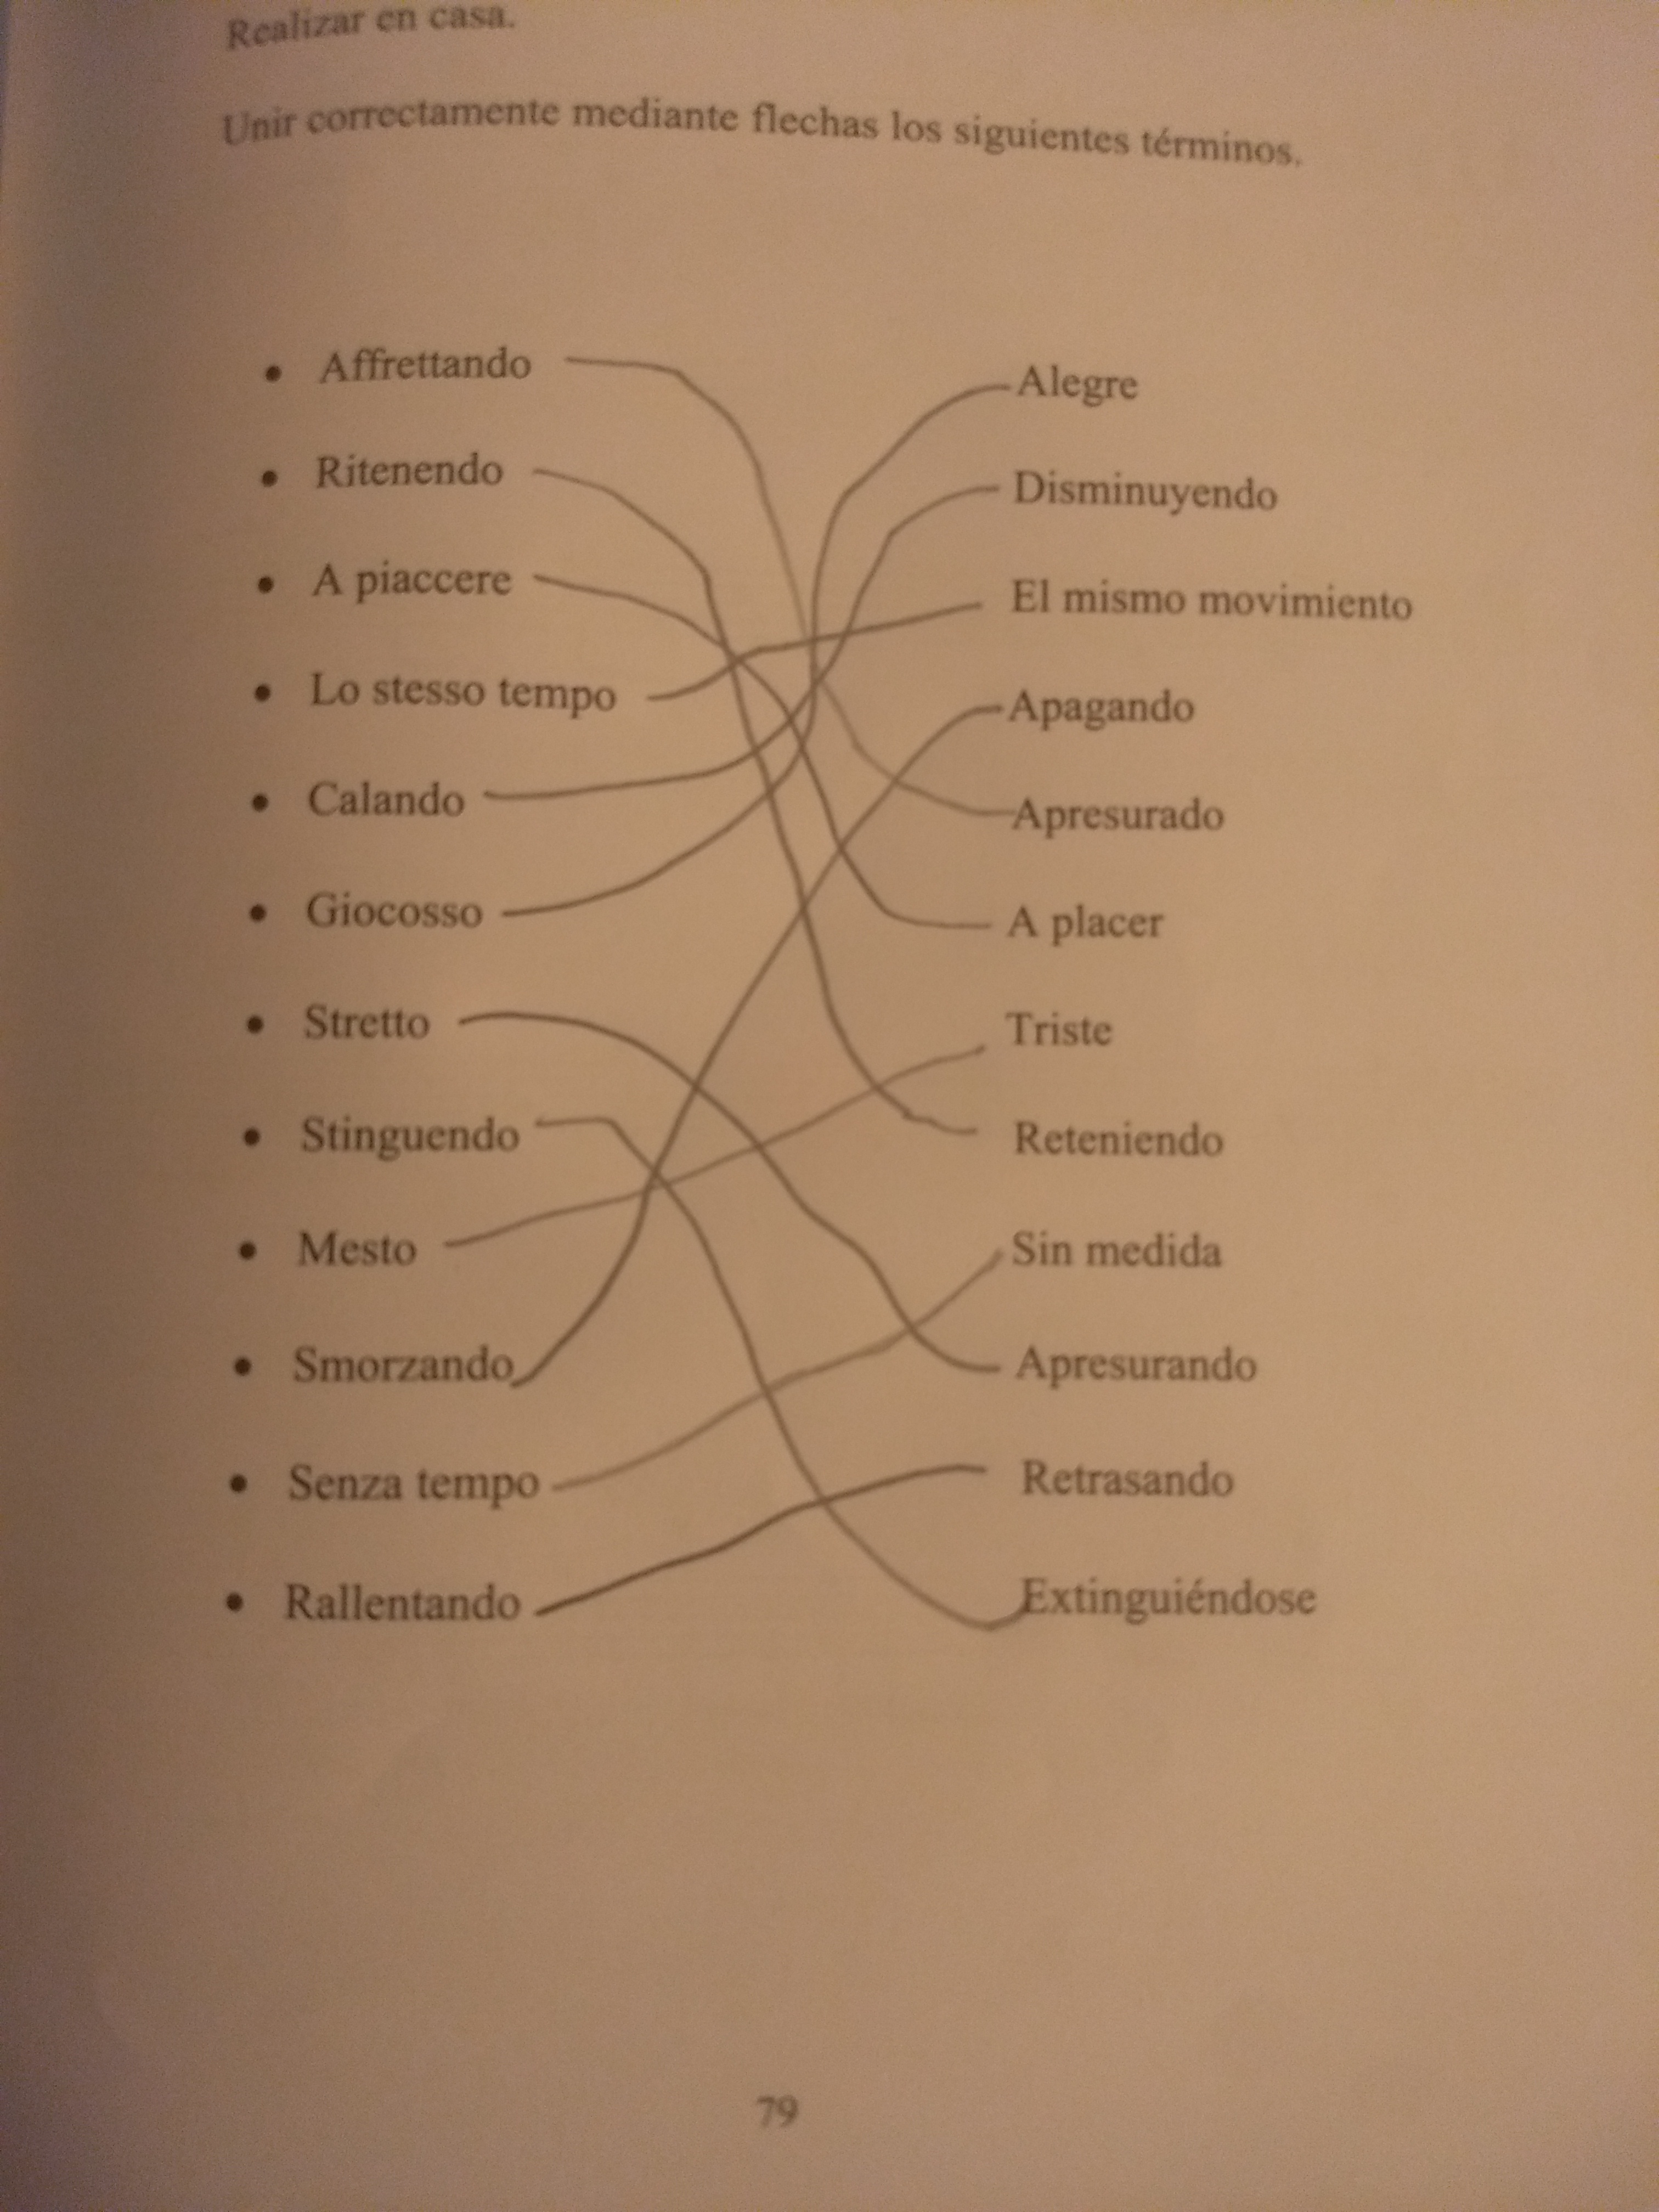 Realizar en casa.
Unir correctamente mediante flechas los siguientes términos.
• Affrettando
Alegre
• Ritenendo
Disminuyendo
• A piaccere
El mismo movimiento
• Lo stesso tempo
Apagando
• Calando
Apresurado
• Giocosso
A placer
• Stretto
Triste
• Stinguendo
Reteniendo
• Mesto
Sin medida
• Smorzando
Apresurando
• Senza tempo
Retrasando
• Rallentando
Extinguiéndose
79